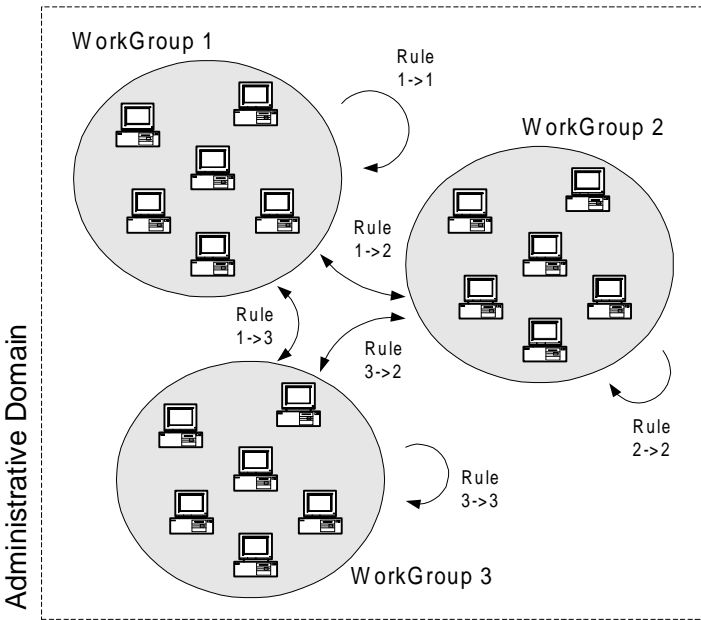 WorkGroup 1
Rule
1->1
WorkGroup 2
Rule
1->2
Rule
1->3
Rule
3->2
Rule
2->2
Rule
3->3
WorkGroup 3
Administrative Domain